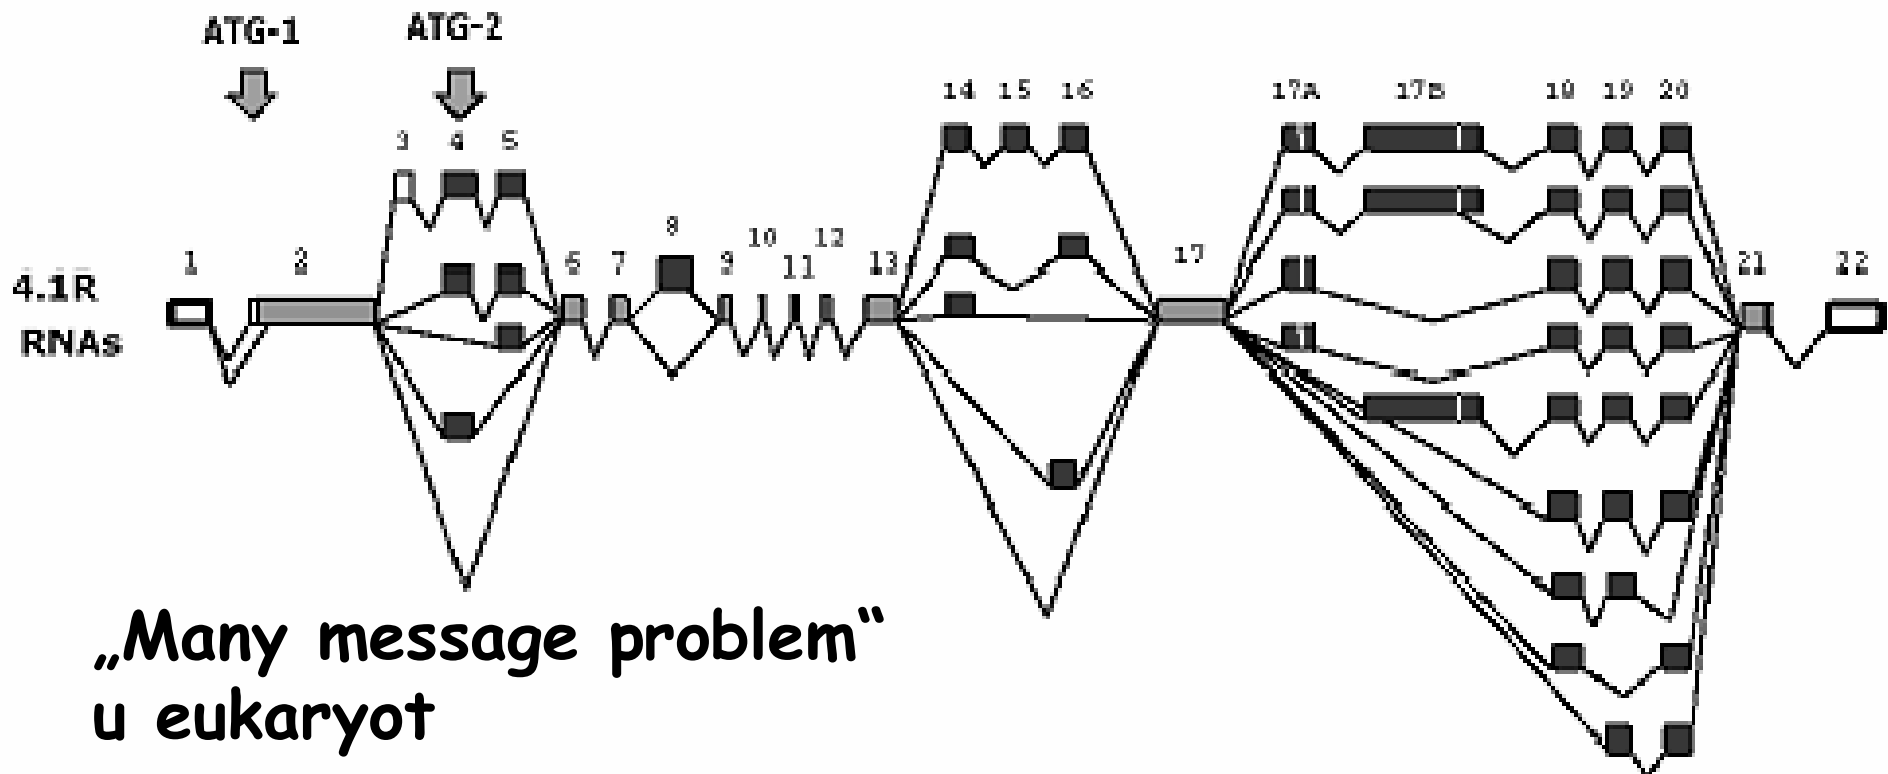 ATG-1 ATG-2
14 15 16 17A 17B 18 19 20
3 4 5
8
10 12
1 2 6 7 9 11 13 17 21 22
4.1R
RNAs
„Many message problem“
u eukaryot